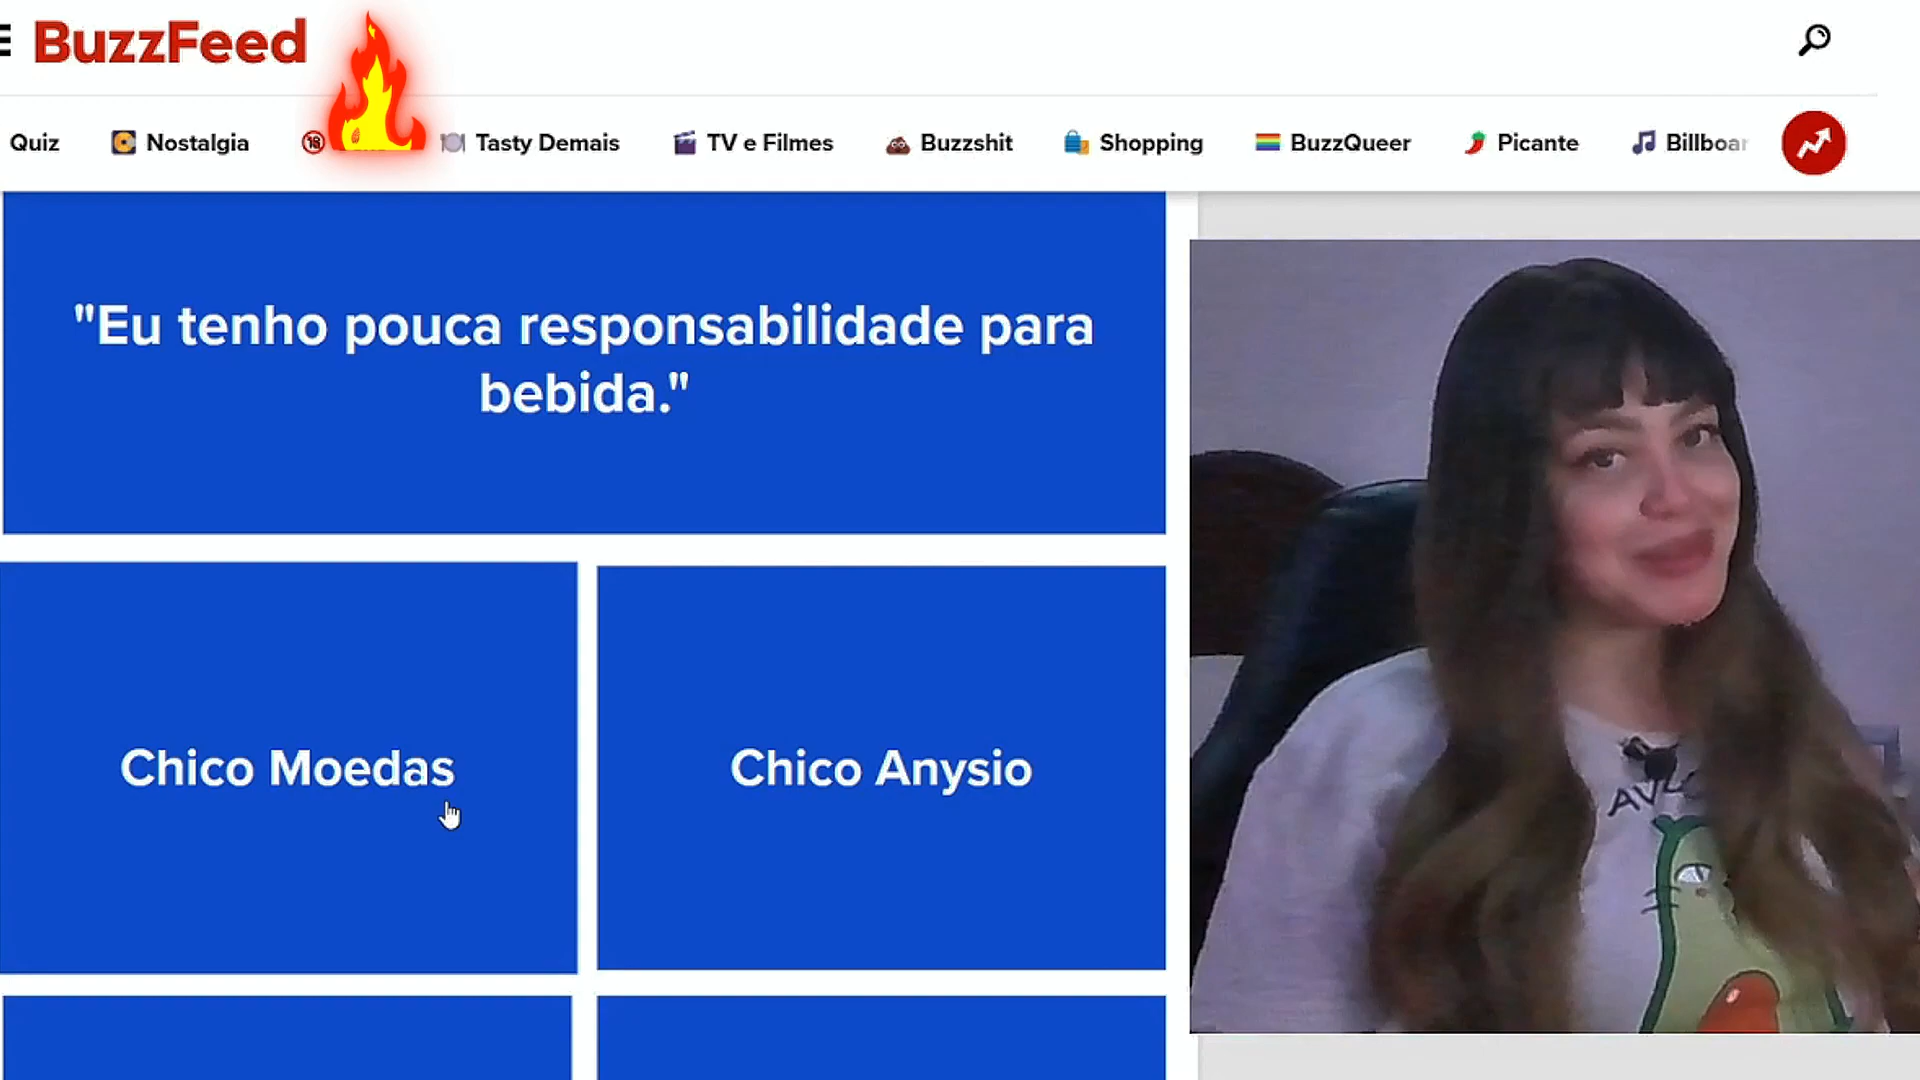 BuzzFeed
Quiz
Nostalgia
Tasty Demais
TV e Filmes
Buzzshit
Shopping
BuzzQueer
Picante
"Eu tenho pouca responsabilidade para
bebida."
Chico Moedas
Chico Anysio